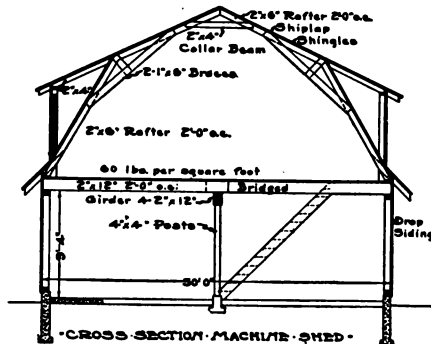 2"x6" Rafter 2'-0" o.c.
Shiplap
Shingles
2"x4"
Collar Beam
2-1"x6" Braces
2"x4"
2"x6" Rafter 2'-0" o.c.
60 lbs. per square foot
2"x12" 2'-0" o.c.
Bridged
Girder 4-2"x12"
4"x4" Posts
9'-4"
Drop
Siding
30'0"
-CROSS-SECTION-MACHINE-SHED-